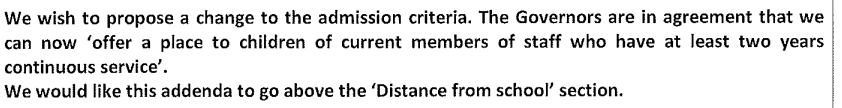 We wish to propose a change to the admission criteria. The Governors are in agreement that we
can now ‘offer a place to children of current members of staff who have at least two years
continuous service’.
We would like this addenda to go above the ‘Distance from school’ section.